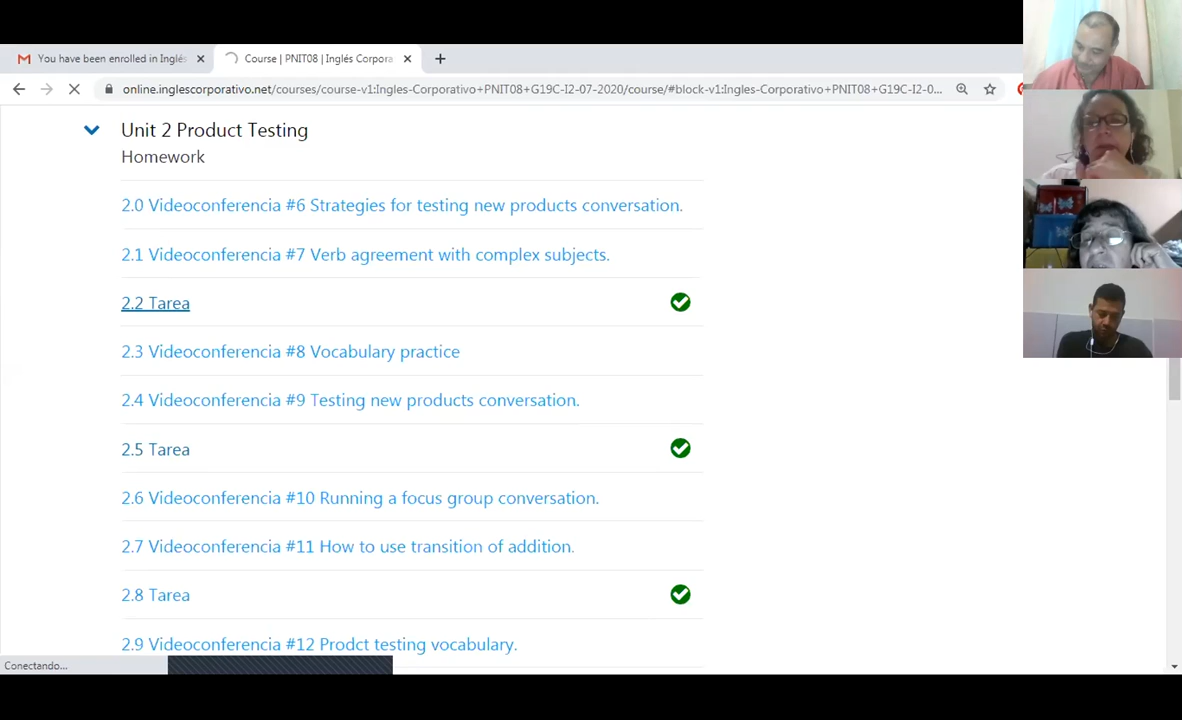 You have been enrolled in Inglés
Course | PNIT08 | Inglés Corpora
online.inglescorporativo.net/courses/course-v1:Ingles-Corporativo+PNIT08+G19C-I2-07-2020/course/#block-v1:Ingles-Corporativo+PNIT08+G19C-I2-0...
Unit 2 Product Testing
Homework
2.0 Videoconferencia #6 Strategies for testing new products conversation.
2.1 Videoconferencia #7 Verb agreement with complex subjects.
2.2 Tarea
2.3 Videoconferencia #8 Vocabulary practice
2.4 Videoconferencia #9 Testing new products conversation.
2.5 Tarea
2.6 Videoconferencia #10 Running a focus group conversation.
2.7 Videoconferencia #11 How to use transition of addition.
2.8 Tarea
2.9 Videoconferencia #12 Prodct testing vocabulary.
Conectando...